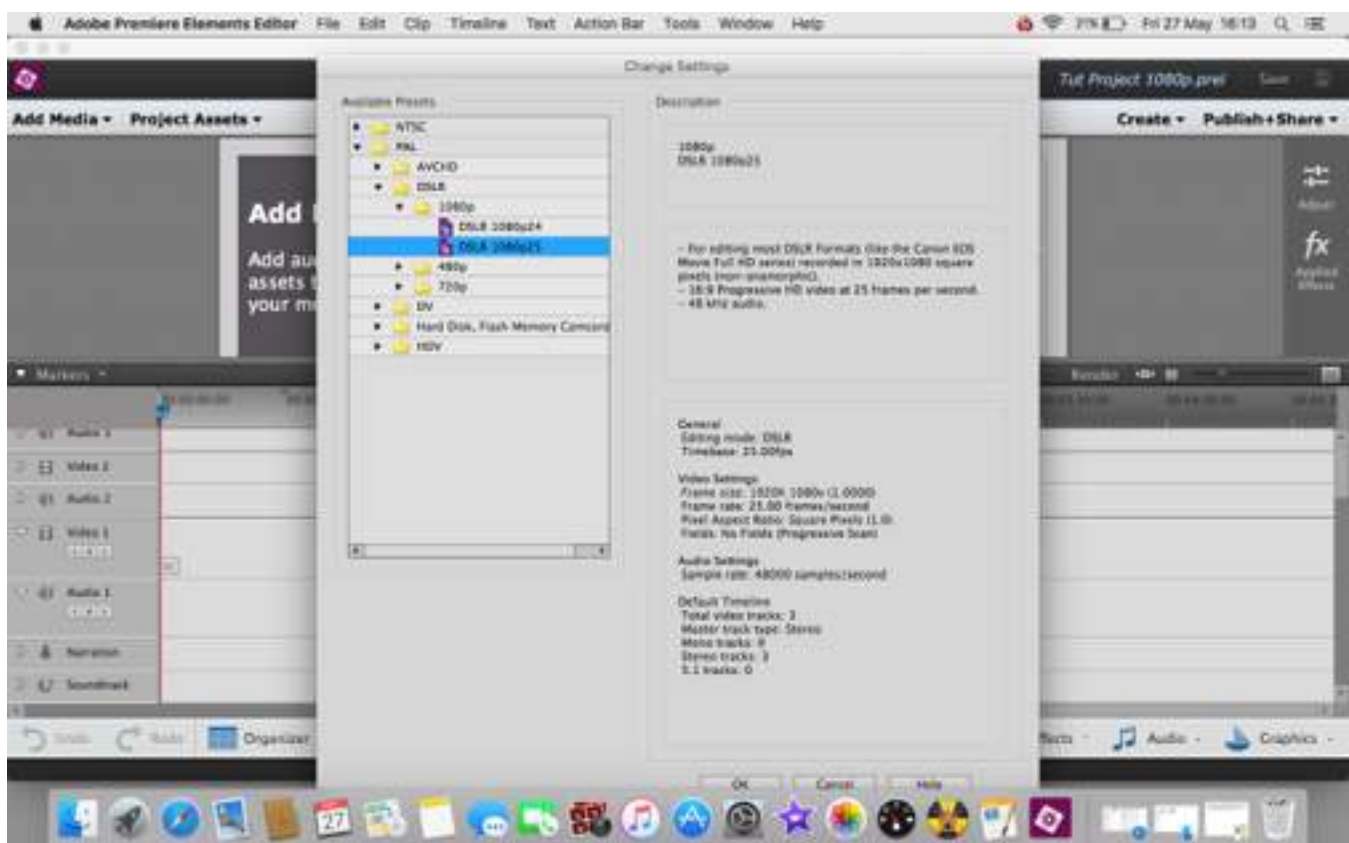 Adobe Premiere Elements Editor File Edit Clip Timeline Text Action Bar Tools Window Help
Fri 27 May 16:13
Change Settings
Tut Project 1080p.prel
Save
Add Media
Project Assets
Create
Publish+Share
Available Presets
NTSC
PAL
AVCHD
DSLR
1080p
DSLR 1080p24
DSLR 1080p25
480p
720p
DV
Hard Disk, Flash Memory Camcord
HDV
Description
1080p
DSLR 1080p25
- For editing most DSLR Formats (like the Canon EOS
Movie Full HD series) recorded in 1920x1080 square
pixels (non-anamorphic).
- 16:9 Progressive HD video at 25 frames per second.
- 48 kHz audio.
General
Editing mode: DSLR
Timebase: 25.00fps
Video Settings
Frame size: 1920h 1080v (1.0000)
Frame rate: 25.00 frames/second
Pixel Aspect Ratio: Square Pixels (1.0)
Fields: No Fields (Progressive Scan)
Audio Settings
Sample rate: 48000 samples/second
Default Timeline
Total video tracks: 3
Master track type: Stereo
Mono tracks: 0
Stereo tracks: 3
5.1 tracks: 0
OK
Cancel
Help
Add
Add au
assets t
your m
Adjust
fx
Applied
Effects
Markers
Render
Video 2
Audio 2
Video 1
Audio 1
Narration
Soundtrack
Undo
Redo
Organizer
Audio
Graphics
27